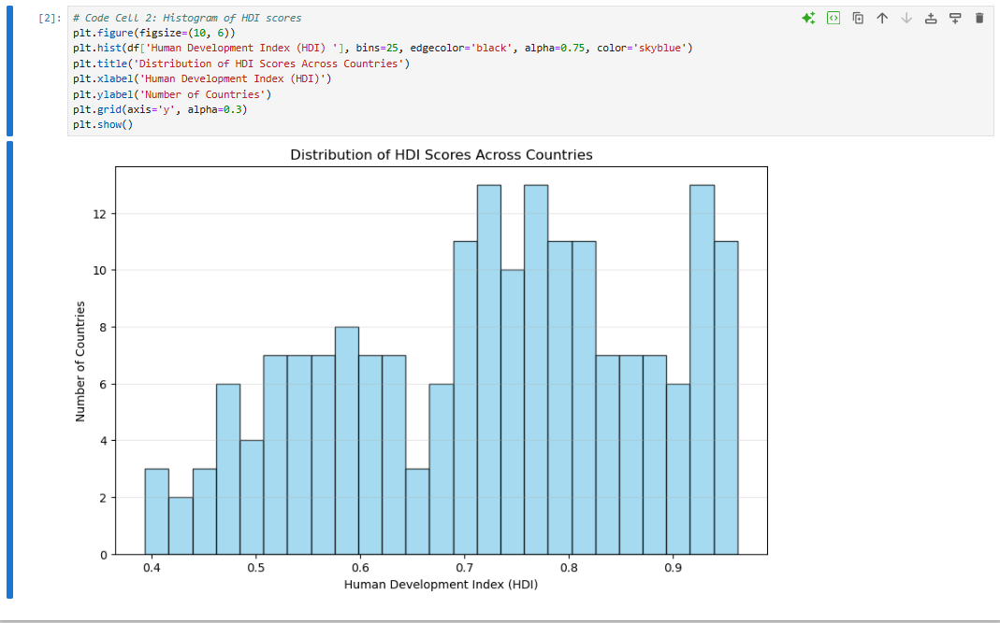 [2]:
# Code Cell 2: Histogram of HDI scores
plt.figure(figsize=(10, 6))
plt.hist(df['Human Development Index (HDI) '], bins=25, edgecolor='black', alpha=0.75, color='skyblue')
plt.title('Distribution of HDI Scores Across Countries')
plt.xlabel('Human Development Index (HDI)')
plt.ylabel('Number of Countries')
plt.grid(axis='y', alpha=0.3)
plt.show()
Distribution of HDI Scores Across Countries
Number of Countries
12
10
8
6
4
2
0
0.4 0.5 0.6 0.7 0.8 0.9
Human Development Index (HDI)